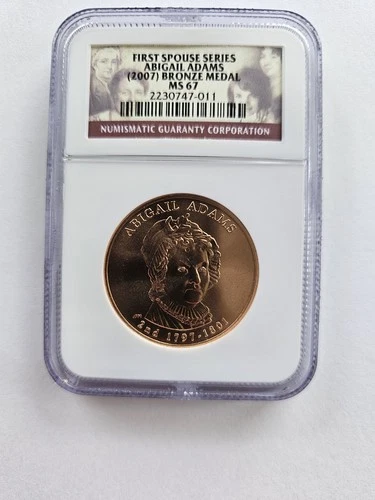 FIRST SPOUSE SERIES
ABIGAIL ADAMS
(2007) BRONZE MEDAL
MS 67
2230747-011
NUMISMATIC GUARANTY CORPORATION
ABIGAIL ADAMS
2nd 1797-1801